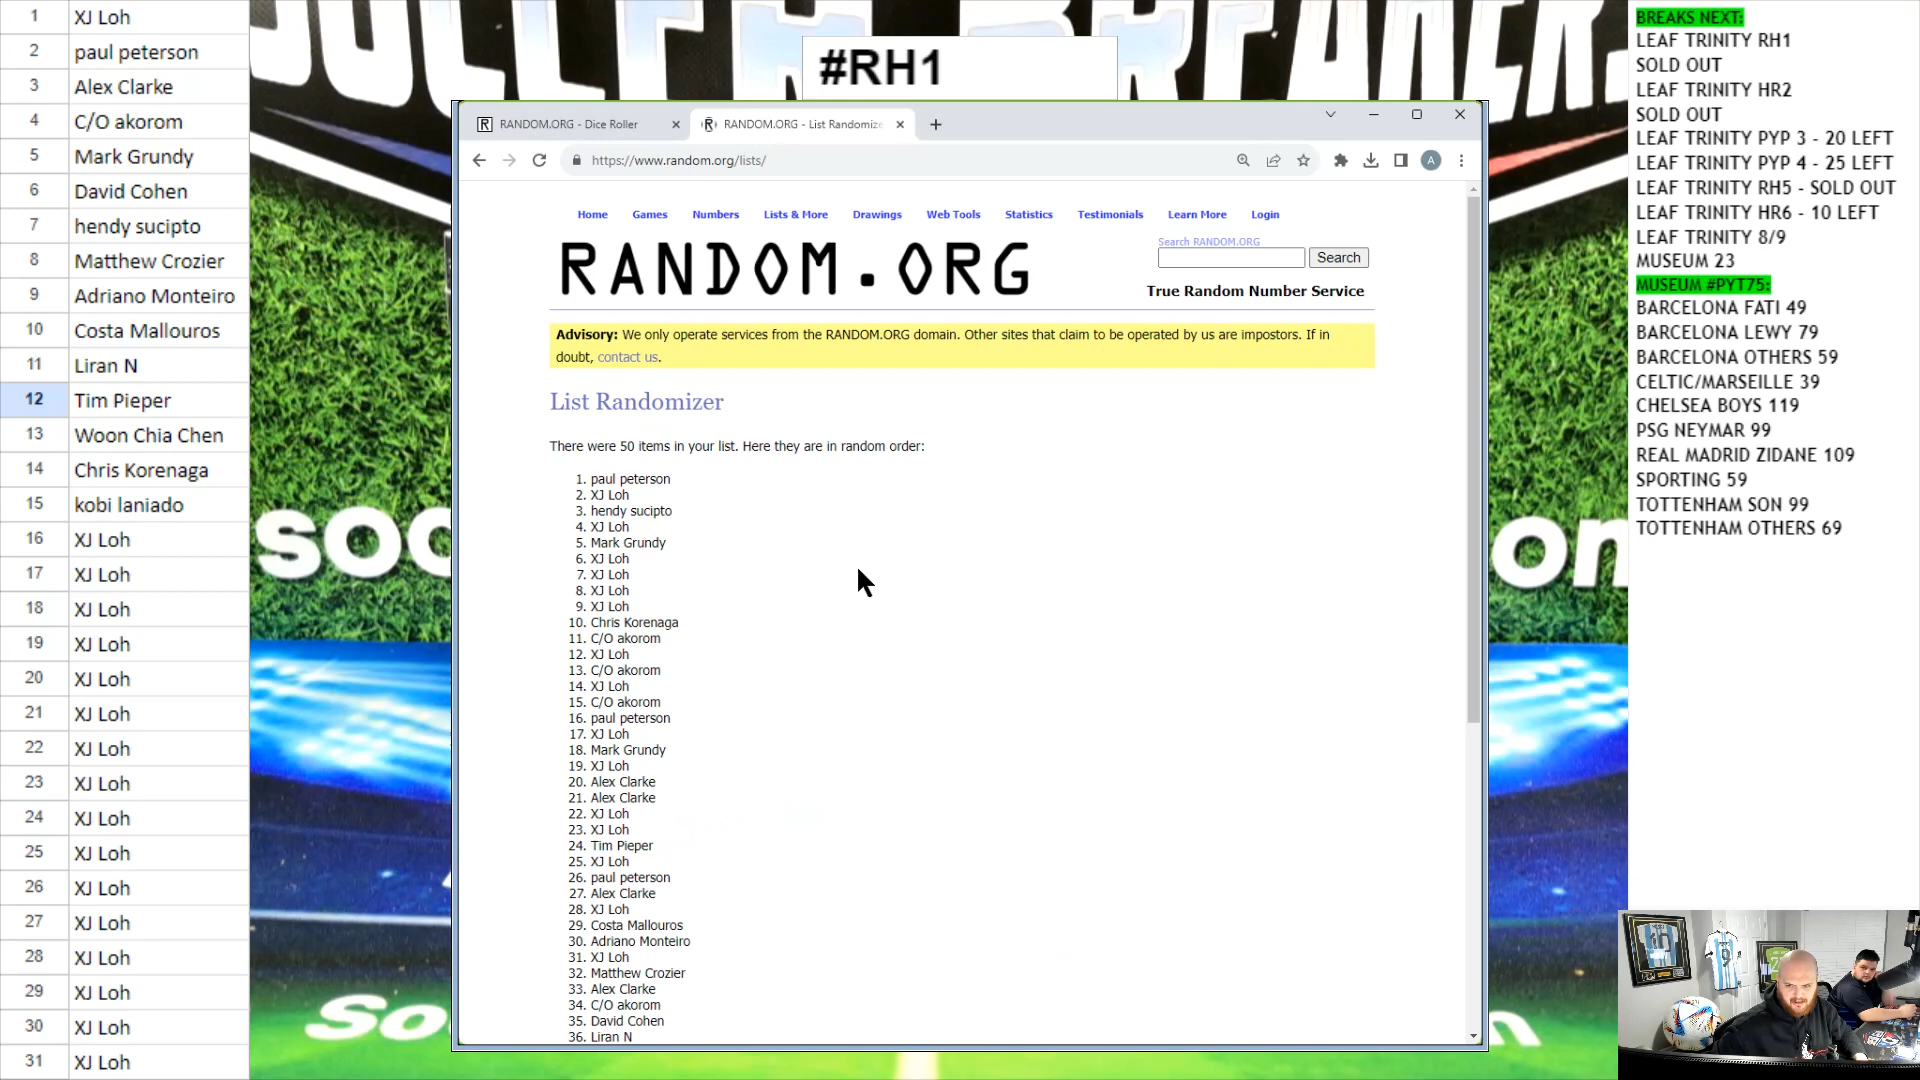 1 XJ Loh
2 paul peterson
3 Alex Clarke
4 C/O akorom
5 Mark Grundy
6 David Cohen
7 hendy sucipto
8 Matthew Crozier
9 Adriano Monteiro
10 Costa Mallouros
11 Liran N
12 Tim Pieper
13 Woon Chia Chen
14 Chris Korenaga
15 kobi laniado
16 XJ Loh
17 XJ Loh
18 XJ Loh
19 XJ Loh
20 XJ Loh
21 XJ Loh
22 XJ Loh
23 XJ Loh
24 XJ Loh
25 XJ Loh
26 XJ Loh
27 XJ Loh
28 XJ Loh
29 XJ Loh
30 XJ Loh
31 XJ Loh
#RH1
RANDOM.ORG - Dice Roller
RANDOM.ORG - List Randomize
https://www.random.org/lists/
A
Home Games Numbers Lists & More Drawings Web Tools Statistics Testimonials Learn More Login
RANDOM.ORG
Search RANDOM.ORG
Search
True Random Number Service
Advisory: We only operate services from the RANDOM.ORG domain. Other sites that claim to be operated by us are impostors. If in
doubt, contact us.
List Randomizer
There were 50 items in your list. Here they are in random order:
1. paul peterson
2. XJ Loh
3. hendy sucipto
4. XJ Loh
5. Mark Grundy
6. XJ Loh
7. XJ Loh
8. XJ Loh
9. XJ Loh
10. Chris Korenaga
11. C/O akorom
12. XJ Loh
13. C/O akorom
14. XJ Loh
15. C/O akorom
16. paul peterson
17. XJ Loh
18. Mark Grundy
19. XJ Loh
20. Alex Clarke
21. Alex Clarke
22. XJ Loh
23. XJ Loh
24. Tim Pieper
25. XJ Loh
26. paul peterson
27. Alex Clarke
28. XJ Loh
29. Costa Mallouros
30. Adriano Monteiro
31. XJ Loh
32. Matthew Crozier
33. Alex Clarke
34. C/O akorom
35. David Cohen
36. Liran N
BREAKS NEXT:
LEAF TRINITY RH1
SOLD OUT
LEAF TRINITY HR2
SOLD OUT
LEAF TRINITY PYP 3 - 20 LEFT
LEAF TRINITY PYP 4 - 25 LEFT
LEAF TRINITY RH5 - SOLD OUT
LEAF TRINITY HR6 - 10 LEFT
LEAF TRINITY 8/9
MUSEUM 23
MUSEUM #PYT75:
BARCELONA FATI 49
BARCELONA LEWY 79
BARCELONA OTHERS 59
CELTIC/MARSEILLE 39
CHELSEA BOYS 119
PSG NEYMAR 99
REAL MADRID ZIDANE 109
SPORTING 59
TOTTENHAM SON 99
TOTTENHAM OTHERS 69